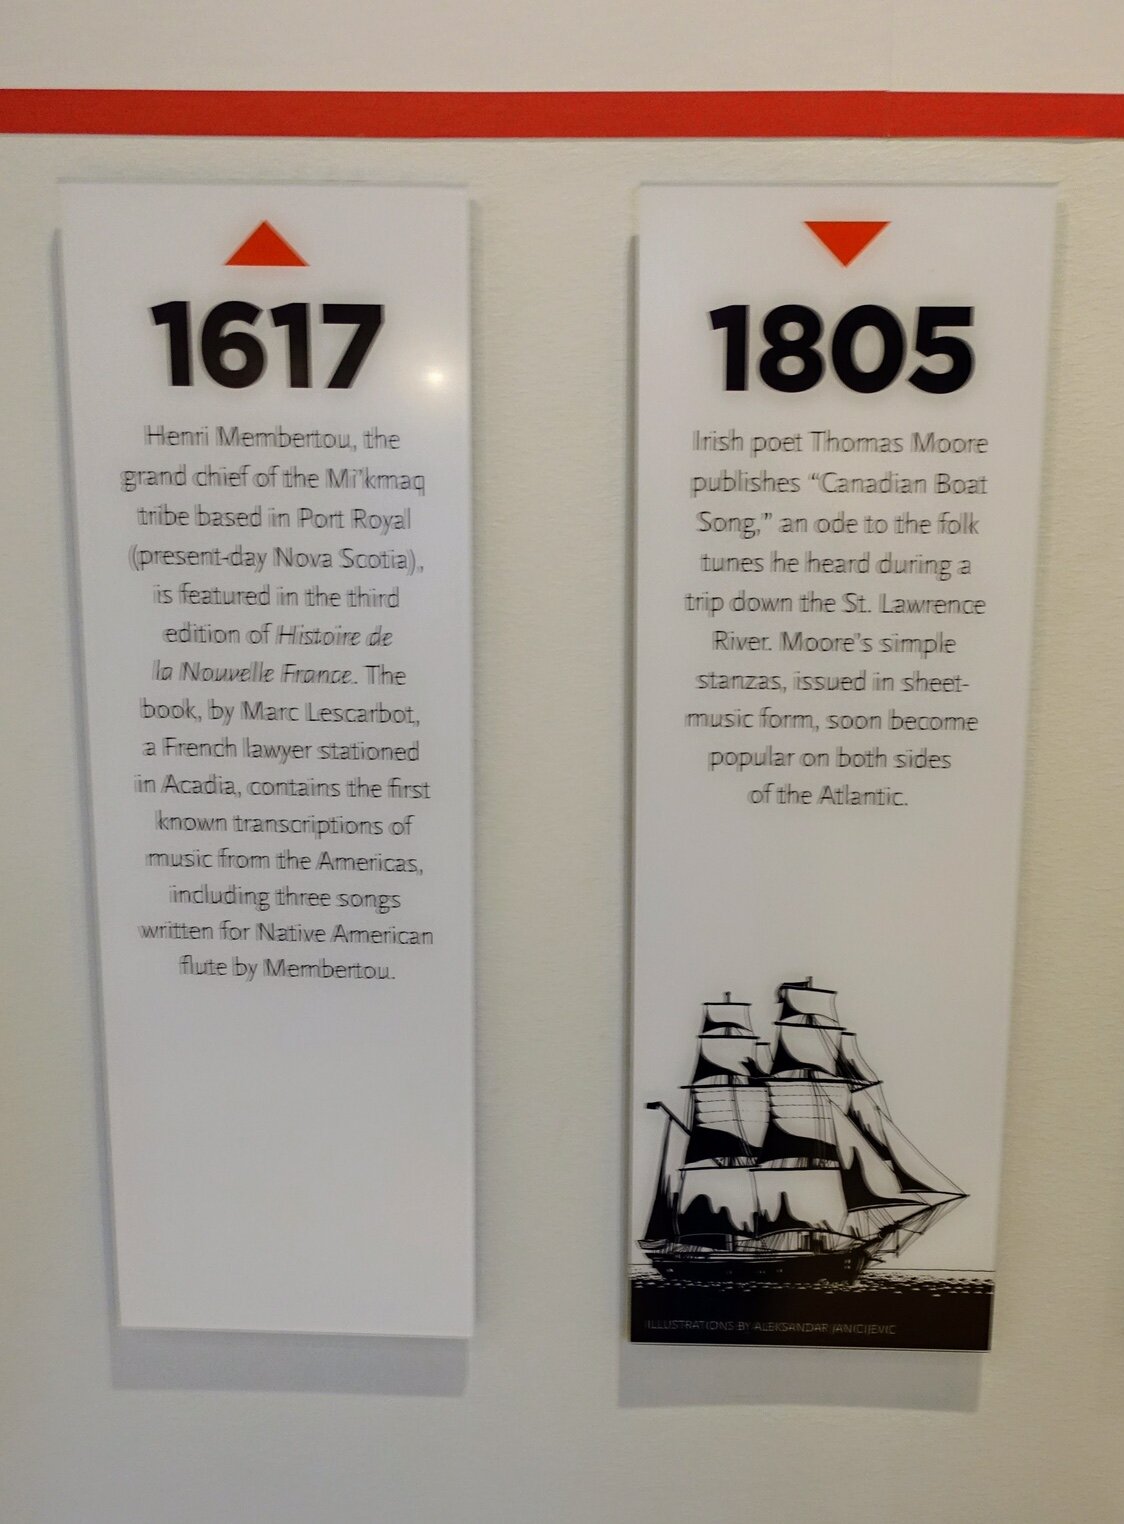 1617
Henri Membertou, the
grand chief of the Mi'kmaq
tribe based in Port Royal
(present-day Nova Scotia),
is featured in the third
edition of Histoire de
la Nouvelle France. The
book, by Marc Lescarbot,
a French lawyer stationed
in Acadia, contains the first
known transcriptions of
music from the Americas,
including three songs
written for Native American
flute by Membertou.
1805
Irish poet Thomas Moore
publishes “Canadian Boat
Song,” an ode to the folk
tunes he heard during a
trip down the St. Lawrence
River. Moore's simple
stanzas, issued in sheet-
music form, soon become
popular on both sides
of the Atlantic.
ILLUSTRATIONS BY ALEKSANDAR JANICIJEVIC